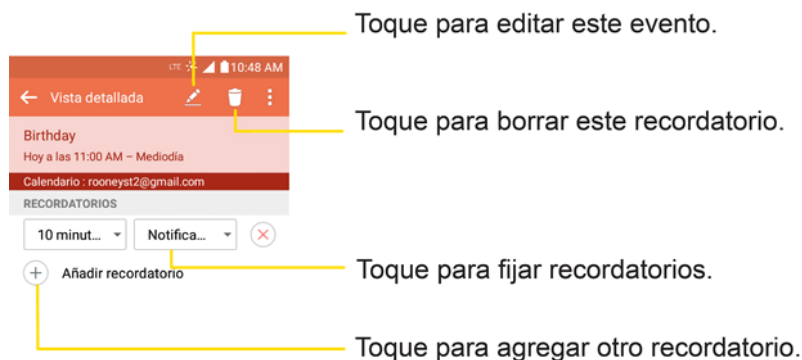 Toque para editar este evento.
LTE 10:48 AM
Vista detallada
Toque para borrar este recordatorio.
Birthday
Hoy a las 11:00 AM – Mediodía
Calendario : rooneyst2@gmail.com
RECORDATORIOS
10 minut... Notifica...
Toque para fijar recordatorios.
Añadir recordatorio
Toque para agregar otro recordatorio.